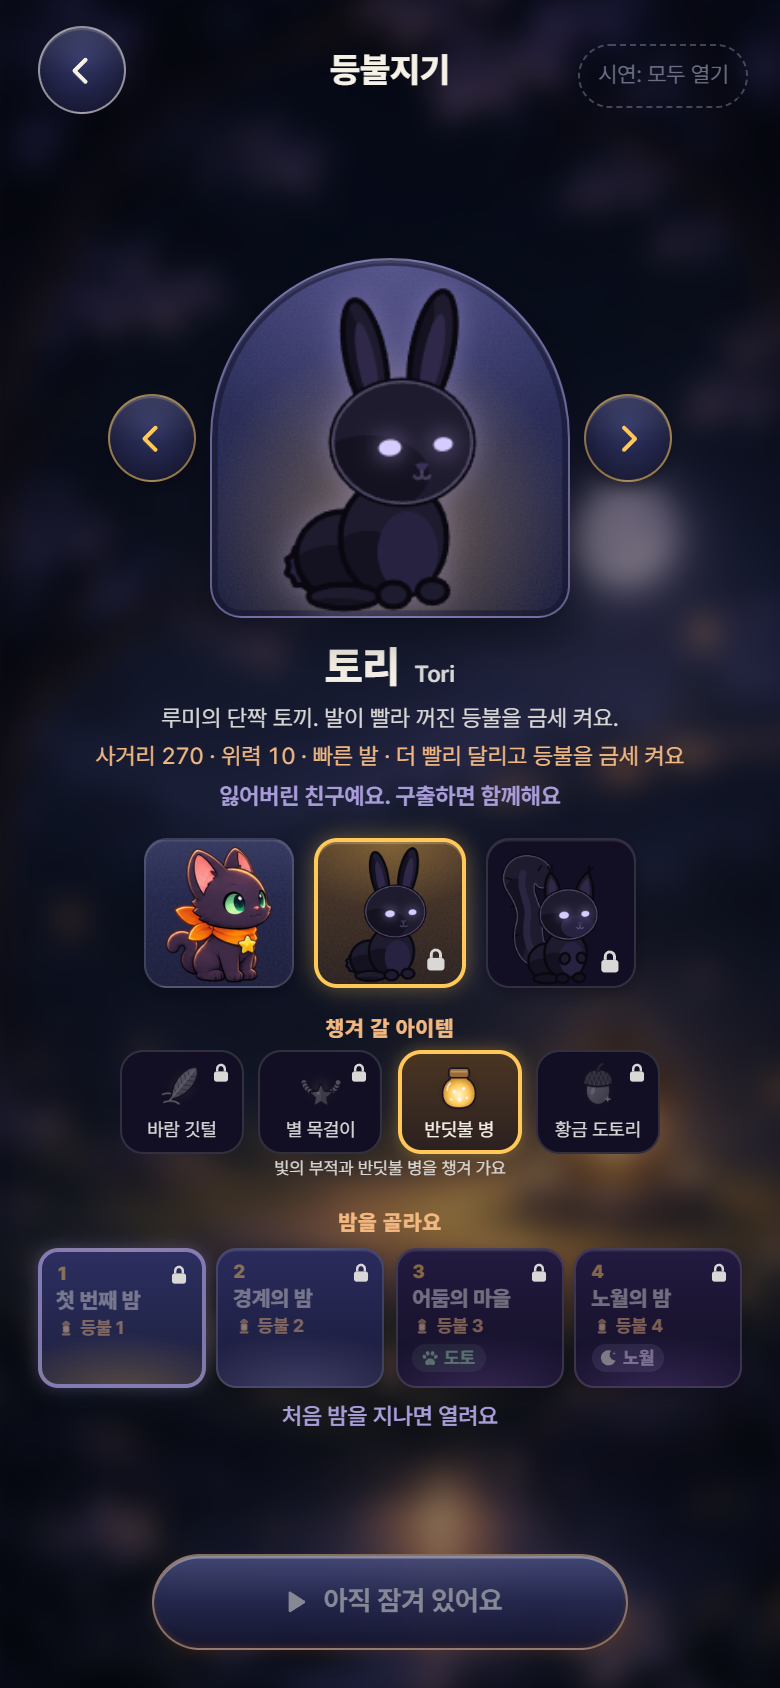 등불지기
시연: 모두 열기
토리 Tori
루미의 단짝 토끼. 발이 빨라 꺼진 등불을 금세 켜요.
사거리 270 · 위력 10 · 빠른 발 · 더 빨리 달리고 등불을 금세 켜요
잃어버린 친구예요. 구출하면 함께해요
챙겨 갈 아이템
바람 깃털
별 목걸이
반딧불 병
황금 도토리
빛의 부적과 반딧불 병을 챙겨 가요
밤을 골라요
1
첫 번째 밤
등불 1
2
경계의 밤
등불 2
3
어둠의 마을
등불 3
도토
4
노월의 밤
등불 4
노월
처음 밤을 지나면 열려요
아직 잠겨 있어요